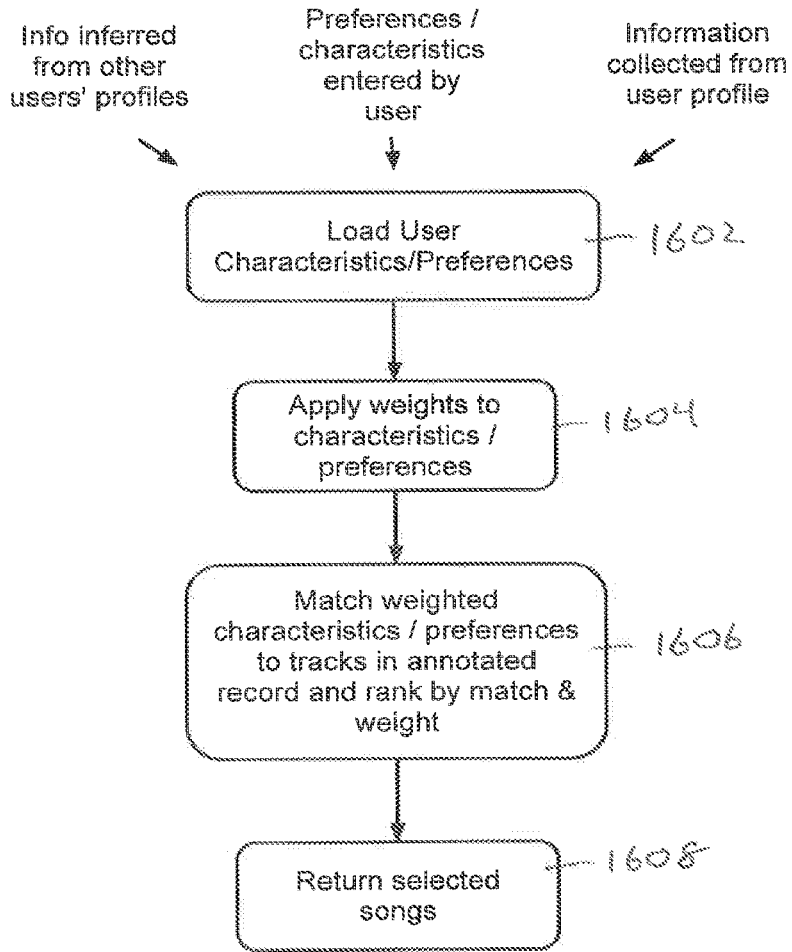 Info inferred
from other
users' profiles
Preferences /
characteristics
entered by
user
Information
collected from
user profile
Load User
Characteristics/Preferences
1602
Apply weights to
characteristics /
preferences
1604
Match weighted
characteristics / preferences
to tracks in annotated
record and rank by match &
weight
1606
Return selected
songs
1608